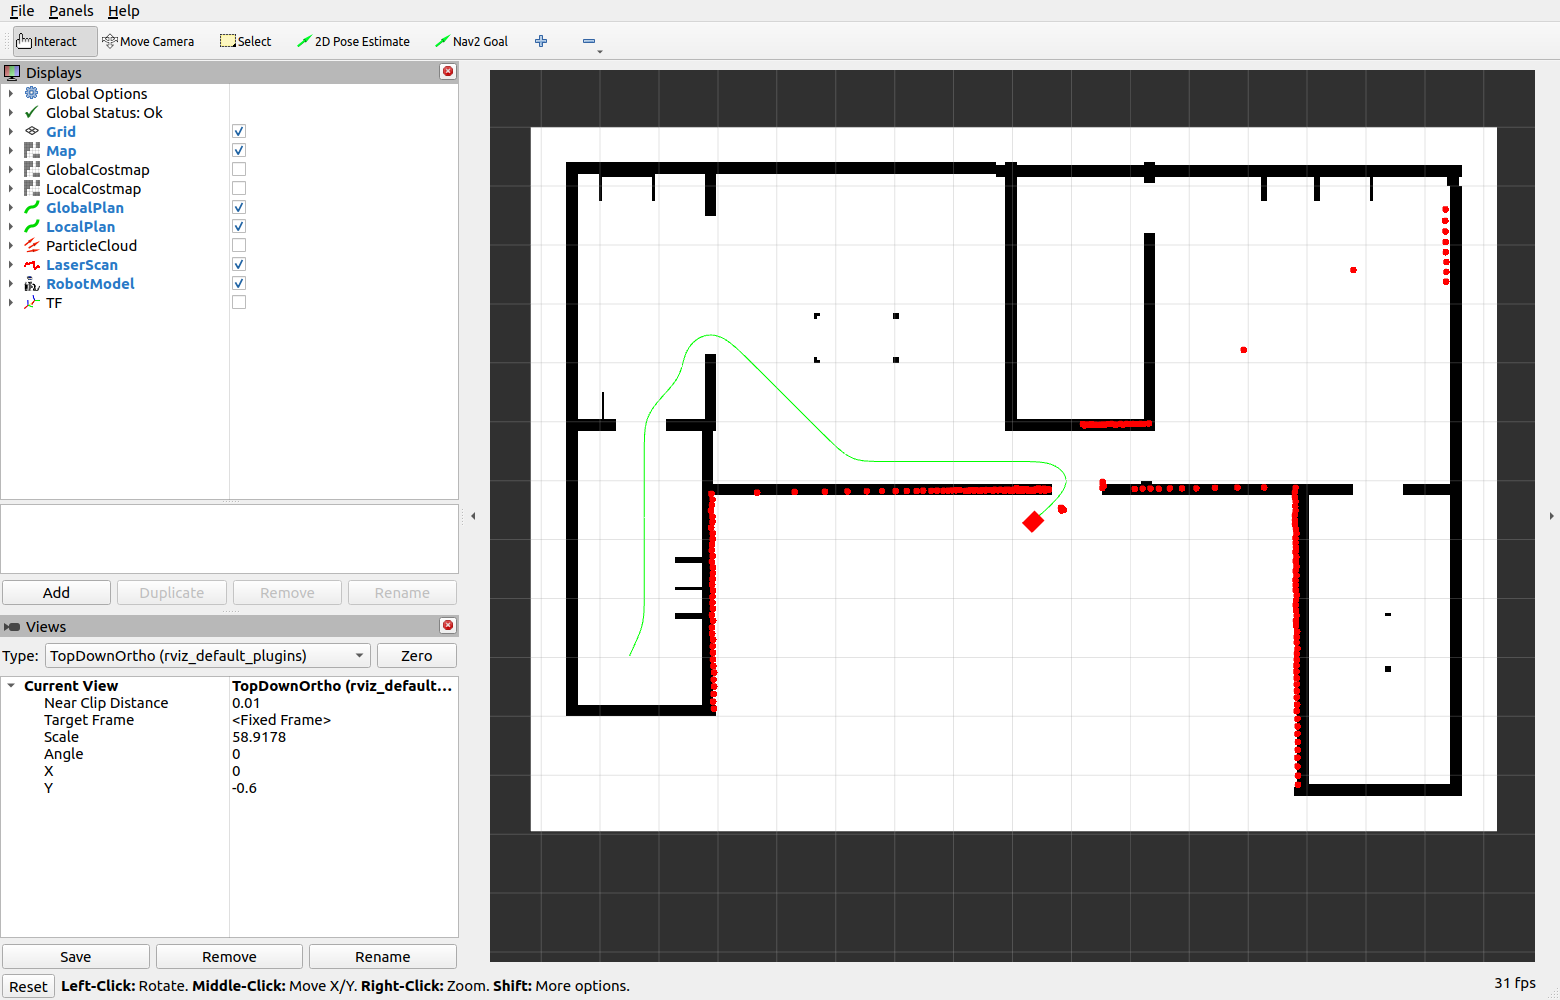 File Panels Help
Interact Move Camera Select 2D Pose Estimate Nav2 Goal
Displays
Global Options
Global Status: Ok
Grid
Map
GlobalCostmap
LocalCostmap
GlobalPlan
LocalPlan
ParticleCloud
LaserScan
RobotModel
TF
Add Duplicate Remove Rename
Views
Type: TopDownOrtho (rviz_default_plugins) Zero
Current View TopDownOrtho (rviz_default...
Near Clip Distance 0.01
Target Frame <Fixed Frame>
Scale 58.9178
Angle 0
X 0
Y -0.6
Save Remove Rename
Reset Left-Click: Rotate. Middle-Click: Move X/Y. Right-Click: Zoom. Shift: More options. 31 fps